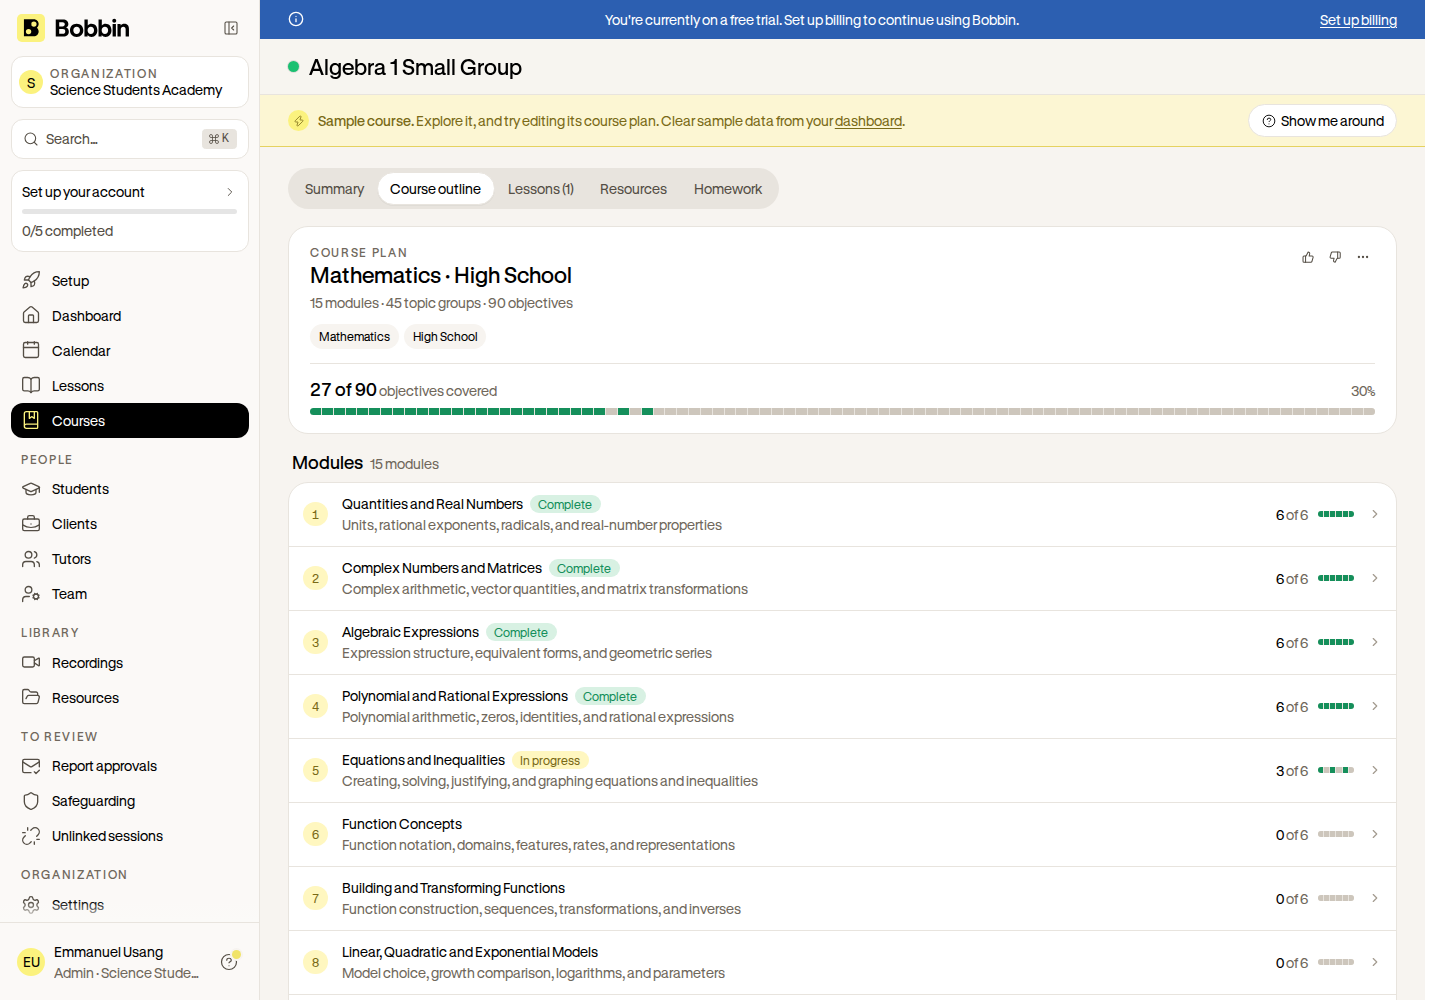 Bobbin
ORGANIZATION
S
Science Students Academy
Search...
⌘ K
Set up your account
0/5 completed
Setup
Dashboard
Calendar
Lessons
Courses
PEOPLE
Students
Clients
Tutors
Team
LIBRARY
Recordings
Resources
TO REVIEW
Report approvals
Safeguarding
Unlinked sessions
ORGANIZATION
Settings
EU
Emmanuel Usang
Admin · Science Stude...
You're currently on a free trial. Set up billing to continue using Bobbin.
Set up billing
Algebra 1 Small Group
Sample course. Explore it, and try editing its course plan. Clear sample data from your dashboard.
Show me around
Summary
Course outline
Lessons (1)
Resources
Homework
COURSE PLAN
Mathematics · High School
15 modules · 45 topic groups · 90 objectives
Mathematics
High School
27 of 90 objectives covered
30%
Modules 15 modules
1
Quantities and Real Numbers Complete
Units, rational exponents, radicals, and real-number properties
6 of 6
2
Complex Numbers and Matrices Complete
Complex arithmetic, vector quantities, and matrix transformations
6 of 6
3
Algebraic Expressions Complete
Expression structure, equivalent forms, and geometric series
6 of 6
4
Polynomial and Rational Expressions Complete
Polynomial arithmetic, zeros, identities, and rational expressions
6 of 6
5
Equations and Inequalities In progress
Creating, solving, justifying, and graphing equations and inequalities
3 of 6
6
Function Concepts
Function notation, domains, features, rates, and representations
0 of 6
7
Building and Transforming Functions
Function construction, sequences, transformations, and inverses
0 of 6
8
Linear, Quadratic and Exponential Models
Model choice, growth comparison, logarithms, and parameters
0 of 6